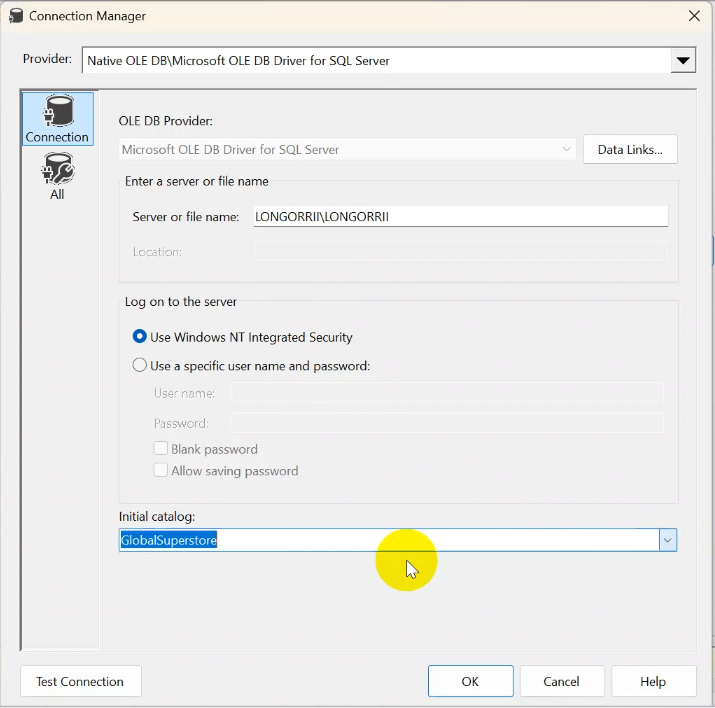 Connection Manager
Provider: Native OLE DB\Microsoft OLE DB Driver for SQL Server
Connection
All
OLE DB Provider:
Microsoft OLE DB Driver for SQL Server Data Links...
Enter a server or file name
Server or file name: LONGORRII\LONGORRII
Location:
Log on to the server
Use Windows NT Integrated Security
Use a specific user name and password:
User name:
Password:
Blank password
Allow saving password
Initial catalog:
GlobalSuperstore
Test Connection OK Cancel Help